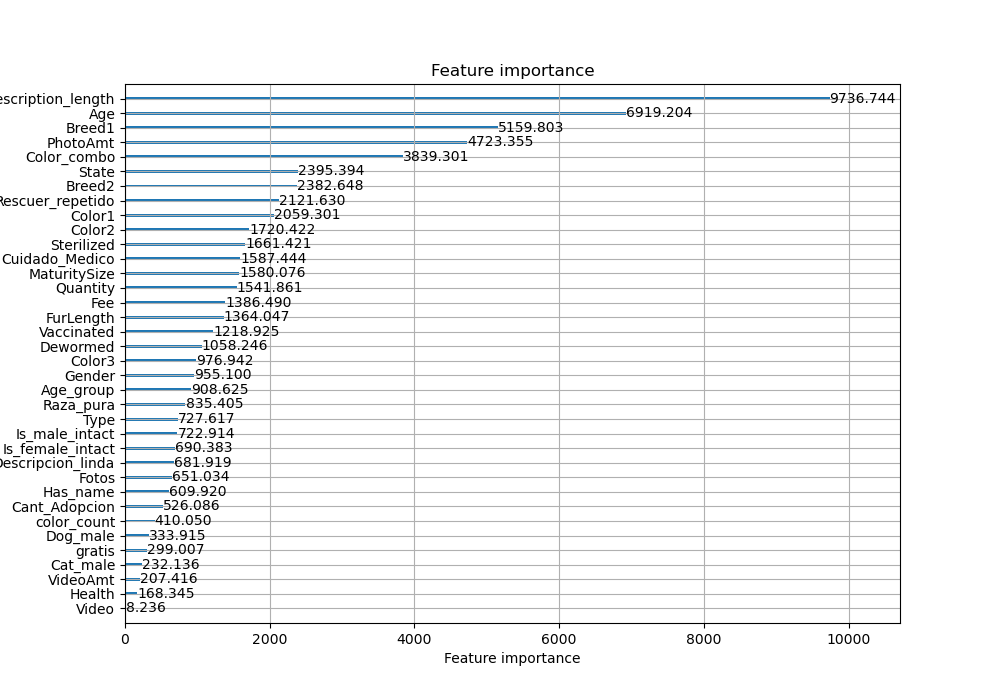 Feature importance
escription_length 9736.744
Age 6919.204
Breed1 5159.803
PhotoAmt 4723.355
Color_combo 3839.301
State 2395.394
Breed2 2382.648
Rescuer_repetido 2121.630
Color1 2059.301
Color2 1720.422
Sterilized 1661.421
Cuidado_Medico 1587.444
MaturitySize 1580.076
Quantity 1541.861
Fee 1386.490
FurLength 1364.047
Vaccinated 1218.925
Dewormed 1058.246
Color3 976.942
Gender 955.100
Age_group 908.625
Raza_pura 835.405
Type 727.617
Is_male_intact 722.914
Is_female_intact 690.383
Descripcion_linda 681.919
Fotos 651.034
Has_name 609.920
Cant_Adopcion 526.086
color_count 410.050
Dog_male 333.915
gratis 299.007
Cat_male 232.136
VideoAmt 207.416
Health 168.345
Video 8.236
0 2000 4000 6000 8000 10000
Feature importance